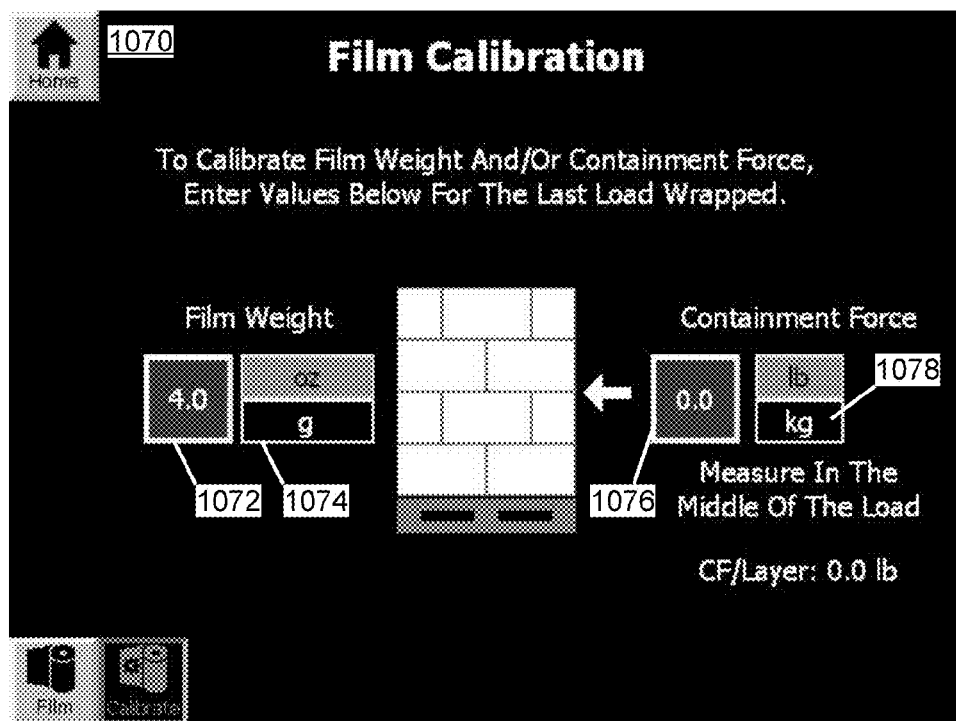 1070
Home
Film Calibration
To Calibrate Film Weight And/Or Containment Force,
Enter Values Below For The Last Load Wrapped.
Film Weight
Containment Force
4.0
oz
g
0.0
lb
kg
1078
1072
1074
1076
Measure In The
Middle Of The Load
CF/Layer: 0.0 lb
Film
Calibrate